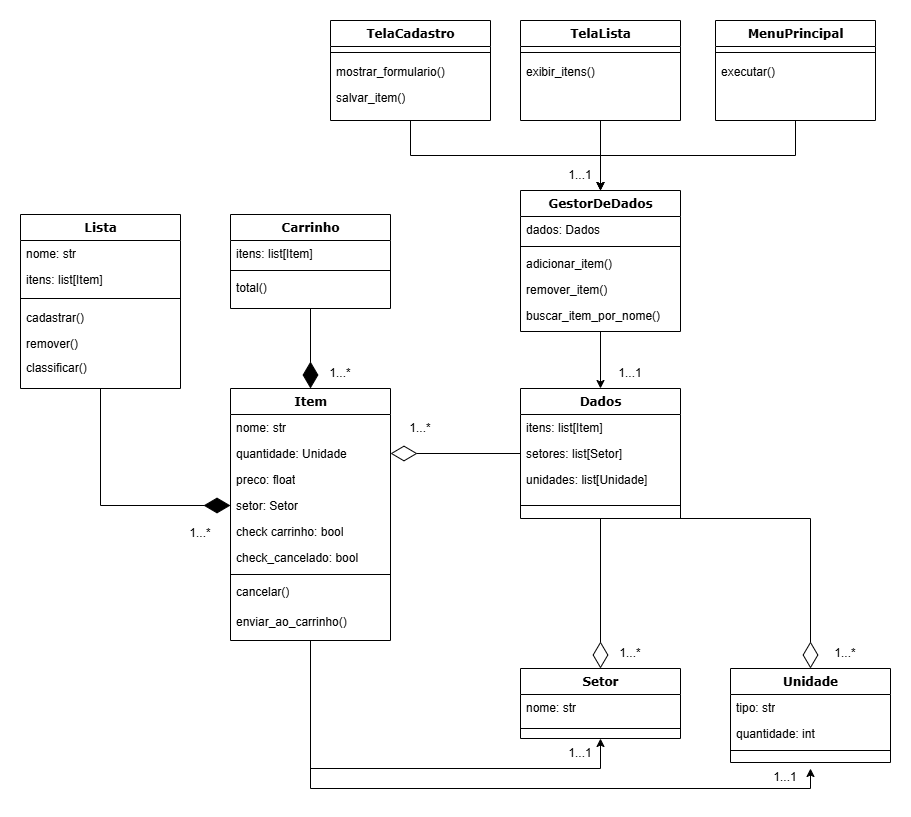 TelaCadastro
mostrar_formulario()
salvar_item()
TelaLista
exibir_itens()
MenuPrincipal
executar()
1...1
GestorDeDados
dados: Dados
adicionar_item()
remover_item()
buscar_item_por_nome()
1...1
Lista
nome: str
itens: list[Item]
cadastrar()
remover()
classificar()
1...*
Carrinho
itens: list[Item]
total()
1...*
Item
nome: str
quantidade: Unidade
preco: float
setor: Setor
check carrinho: bool
check_cancelado: bool
cancelar()
enviar_ao_carrinho()
1...*
Dados
itens: list[Item]
setores: list[Setor]
unidades: list[Unidade]
1...*
Setor
nome: str
1...1
1...*
Unidade
tipo: str
quantidade: int
1...1